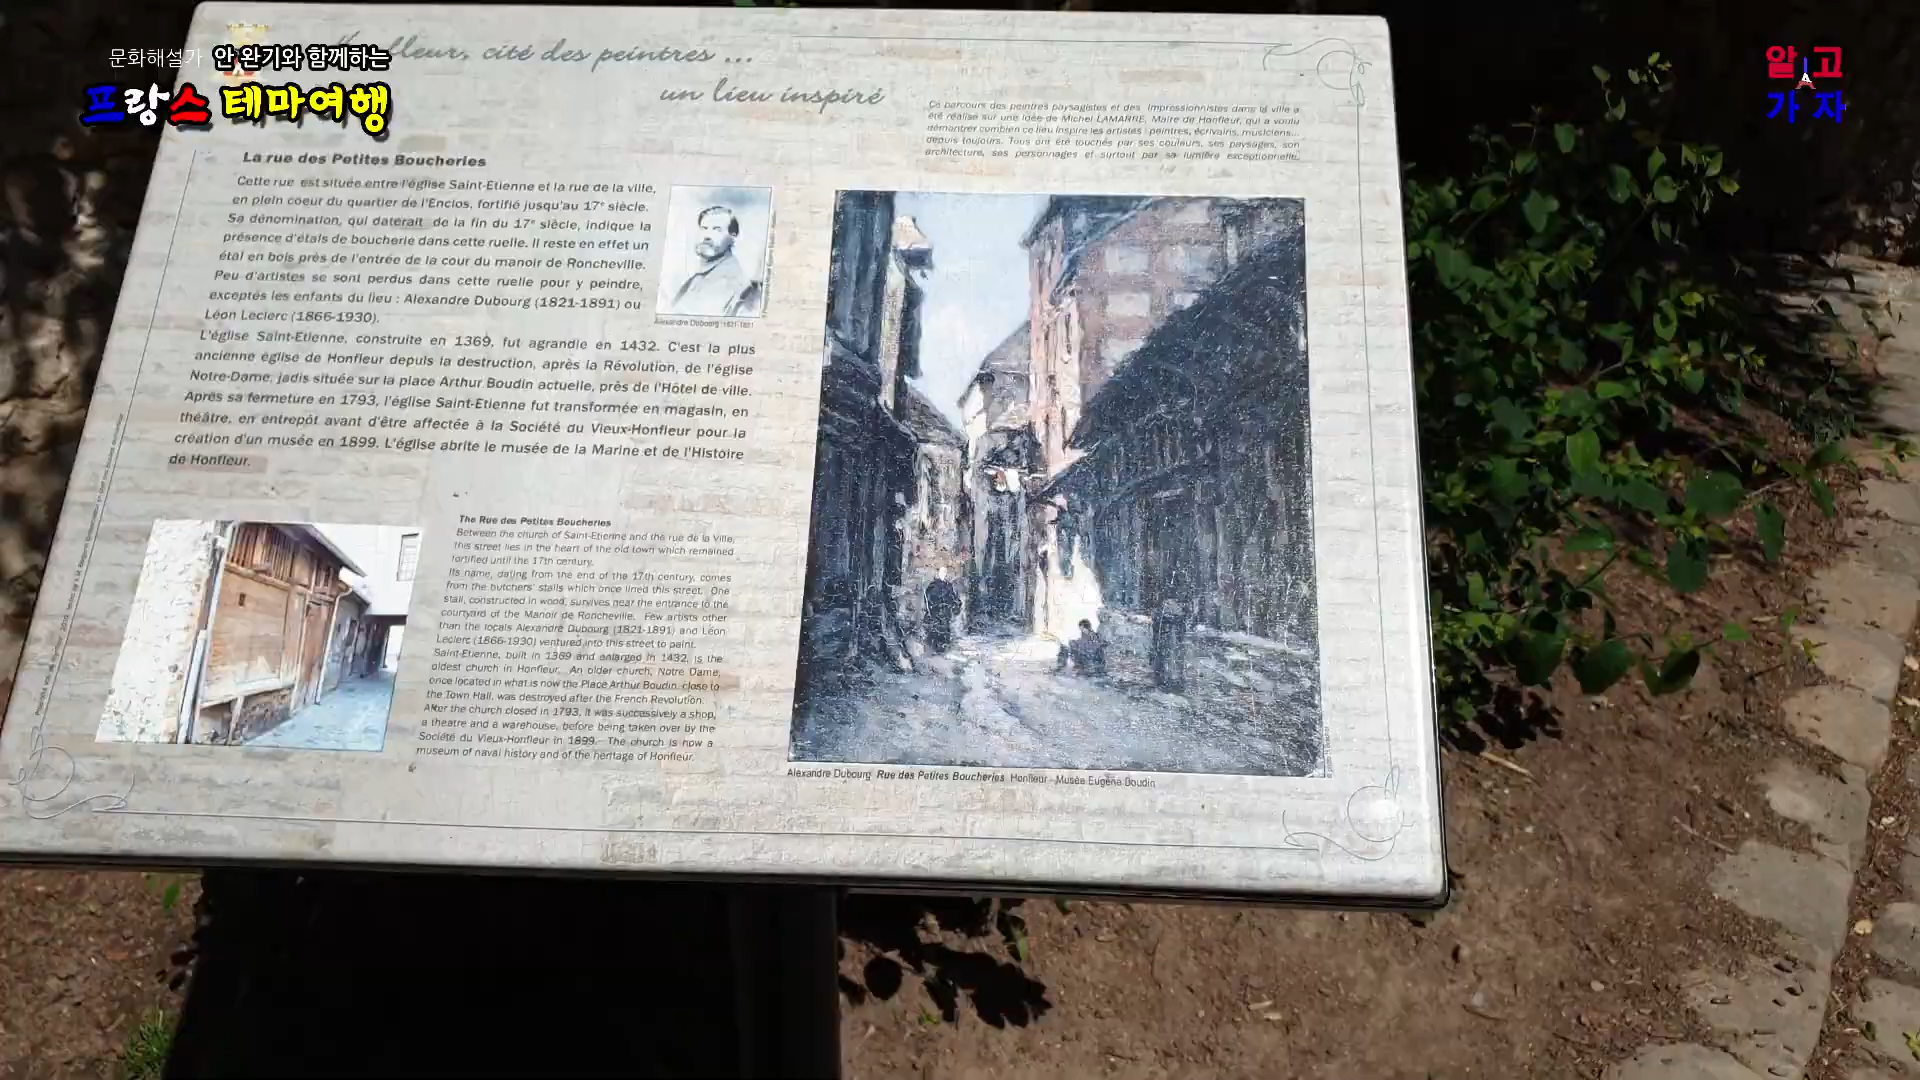 문화해설가 안 완기와 함께하는
프랑스 테마여행
알고
가자
fleur, cité des peintres ...
un lieu inspiré
Ce parcours des peintres paysagistes et des Impressionnistes dans la ville a
été réalisé sur une idée de Michel LAMARRE, Maire de Honfleur, qui a voulu
démontrer combien ce lieu inspire les artistes : peintres, écrivains, musiciens...
depuis toujours. Tous ont été touchés par ses couleurs, ses paysages, son
architecture, ses personnages et surtout par sa lumière exceptionnelle.
La rue des Petites Boucheries
Cette rue est située entre l'église Saint-Etienne et la rue de la ville,
en plein coeur du quartier de l'Enclos, fortifié jusqu'au 17e siècle.
Sa dénomination, qui daterait de la fin du 17e siècle, indique la
présence d'étals de boucherie dans cette ruelle. Il reste en effet un
étal en bois près de l'entrée de la cour du manoir de Roncheville.
Peu d'artistes se sont perdus dans cette ruelle pour y peindre,
exceptés les enfants du lieu : Alexandre Dubourg (1821-1891) ou
Léon Leclerc (1866-1930).
Alexandre Dubourg 1821-1891
L'église Saint-Etienne, construite en 1369, fut agrandie en 1432. C'est la plus
ancienne église de Honfleur depuis la destruction, après la Révolution, de l'église
Notre-Dame, jadis située sur la place Arthur Boudin actuelle, près de l'Hôtel de ville.
Après sa fermeture en 1793, l'église Saint-Etienne fut transformée en magasin, en
théâtre, en entrepôt avant d'être affectée à la Société du Vieux-Honfleur pour la
création d'un musée en 1899. L'église abrite le musée de la Marine et de l'Histoire
de Honfleur.
The Rue des Petites Boucheries
Between the church of Saint-Etienne and the rue de la Ville,
this street lies in the heart of the old town which remained
fortified until the 17th century.
Its name, dating from the end of the 17th century, comes
from the butchers' stalls which once lined this street. One
stall, constructed in wood, survives near the entrance to the
courtyard of the Manoir de Roncheville. Few artists other
than the locals Alexandre Dubourg (1821-1891) and Léon
Leclerc (1866-1930) ventured into this street to paint.
Saint-Etienne, built in 1369 and enlarged in 1432, is the
oldest church in Honfleur. An older church, Notre Dame,
once located in what is now the Place Arthur Boudin, close to
the Town Hall, was destroyed after the French Revolution.
After the church closed in 1793, it was successively a shop,
a theatre and a warehouse, before being taken over by the
Société du Vieux-Honfleur in 1899. The church is now a
museum of naval history and of the heritage of Honfleur.
Alexandre Dubourg Rue des Petites Boucheries Honfleur - Musée Eugène Boudin